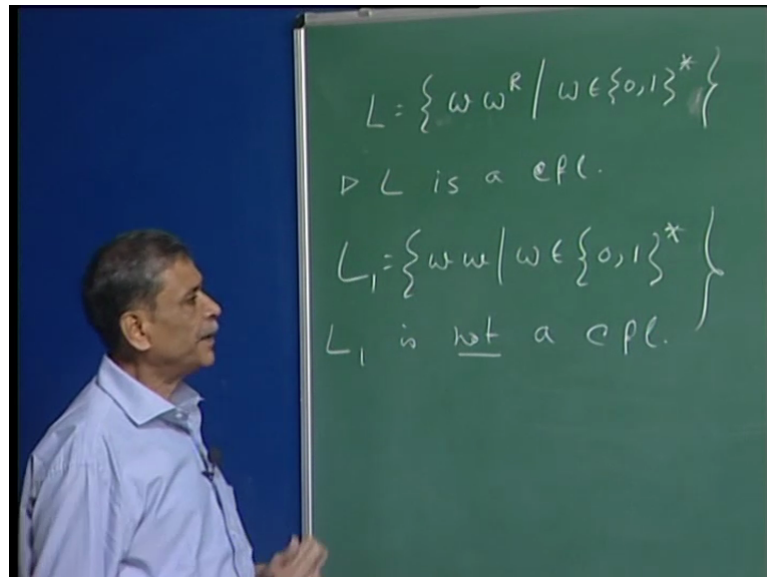 L = { ω ω^R / ω ∈ {0,1}^* }
▷ L is a cfl.
L₁ = { ω ω / ω ∈ {0,1}^* }
L₁ is not a cfl.